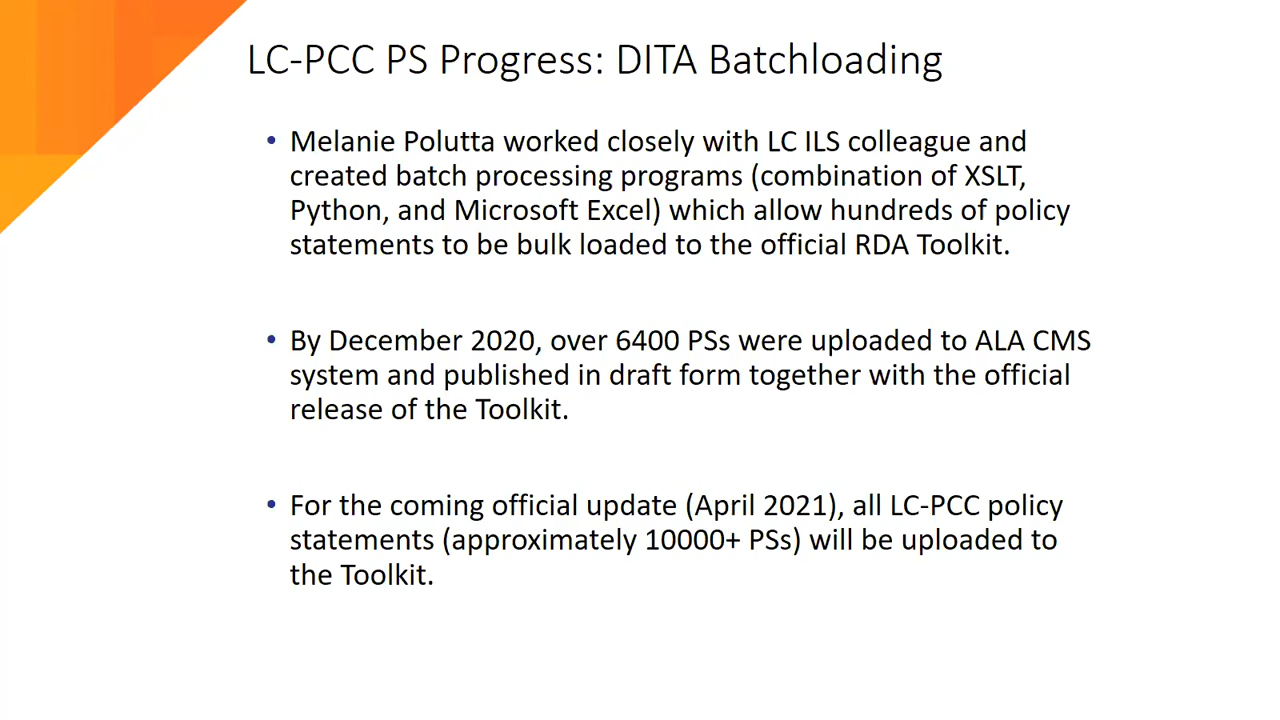 LC-PCC PS Progress: DITA Batchloading
• Melanie Polutta worked closely with LC ILS colleague and
created batch processing programs (combination of XSLT,
Python, and Microsoft Excel) which allow hundreds of policy
statements to be bulk loaded to the official RDA Toolkit.
• By December 2020, over 6400 PSs were uploaded to ALA CMS
system and published in draft form together with the official
release of the Toolkit.
• For the coming official update (April 2021), all LC-PCC policy
statements (approximately 10000+ PSs) will be uploaded to
the Toolkit.